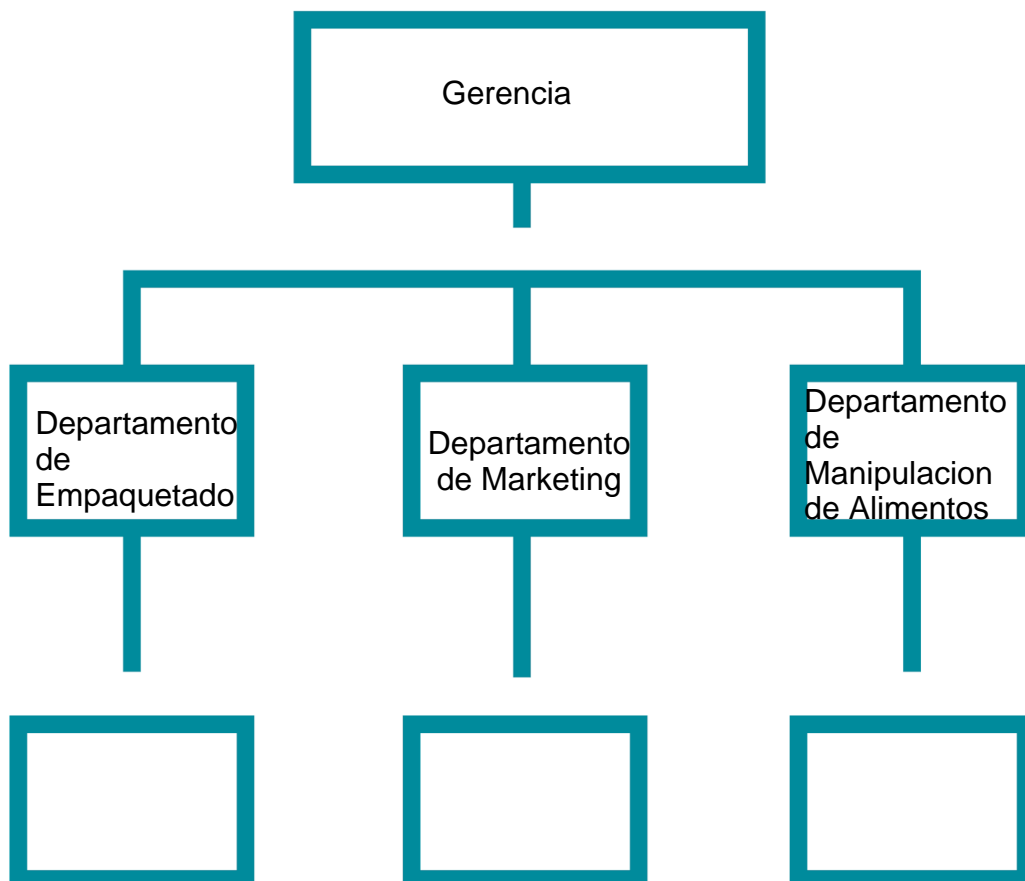 Gerencia
Departamento
de
Empaquetado
Departamento
de Marketing
Departamento
de
Manipulacion
de Alimentos